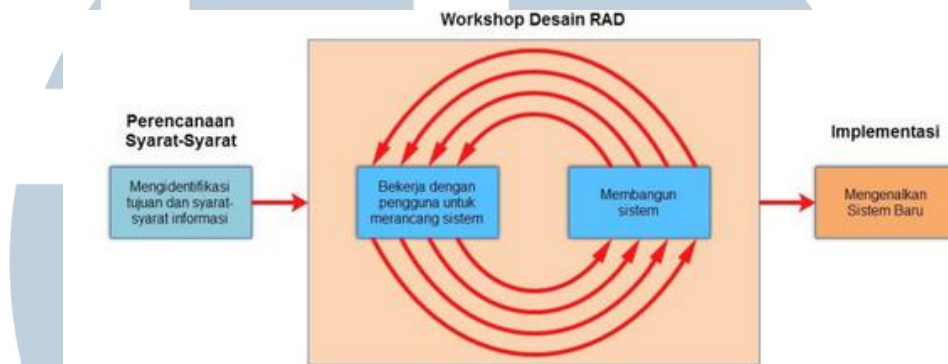 Workshop Desain RAD
Perencanaan
Syarat-Syarat
Mengidentifikasi
tujuan dan syarat-
syarat informasi
Bekerja dengan
pengguna untuk
merancang sistem
Membangun
sistem
Implementasi
Mengenalkan
Sistem Baru